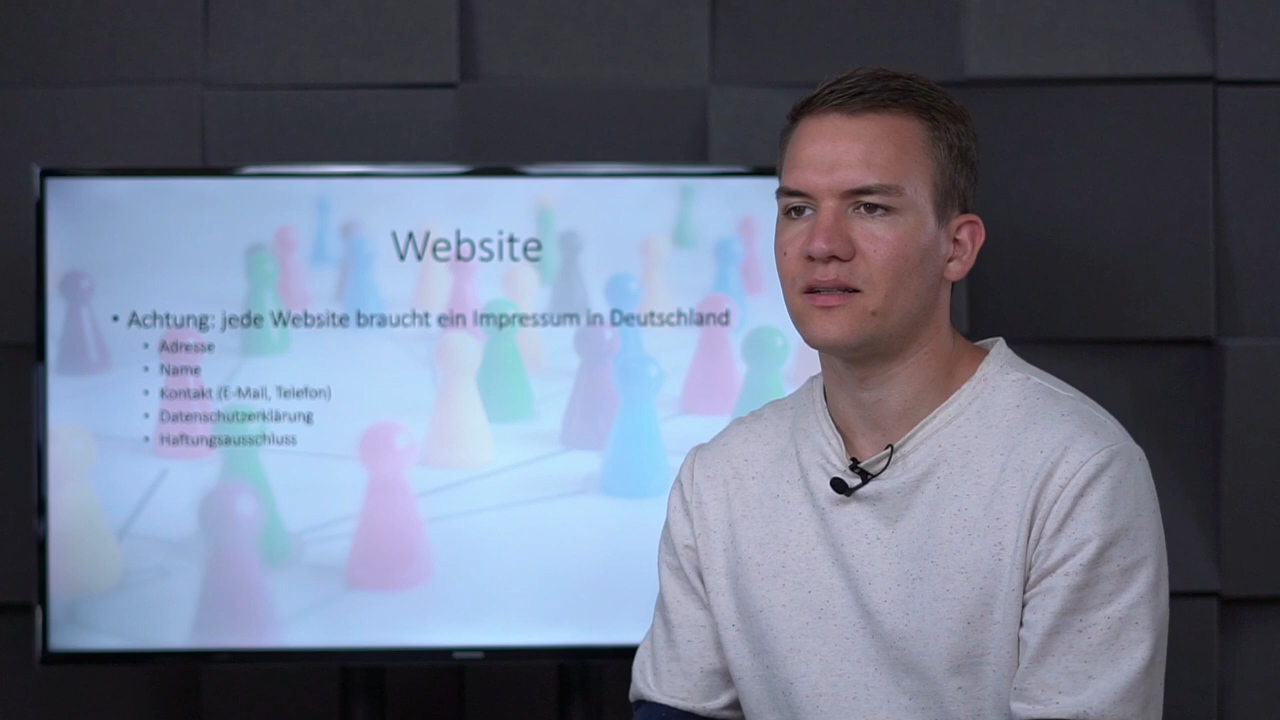 Website
• Achtung: jede Website braucht ein Impressum in Deutschland
• Adresse
• Name
• Kontakt (E-Mail, Telefon)
• Datenschutzerklärung
• Haftungsausschluss